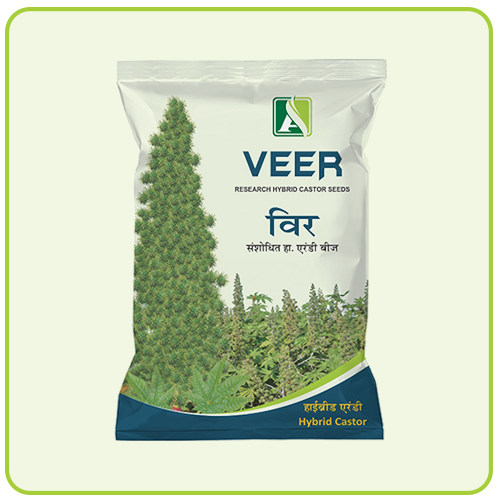 A
VEER
RESEARCH HYBRID CASTOR SEEDS
विर
संशोधित हा. एरंडी बीज
हाईब्रीड एरंडी
Hybrid Castor